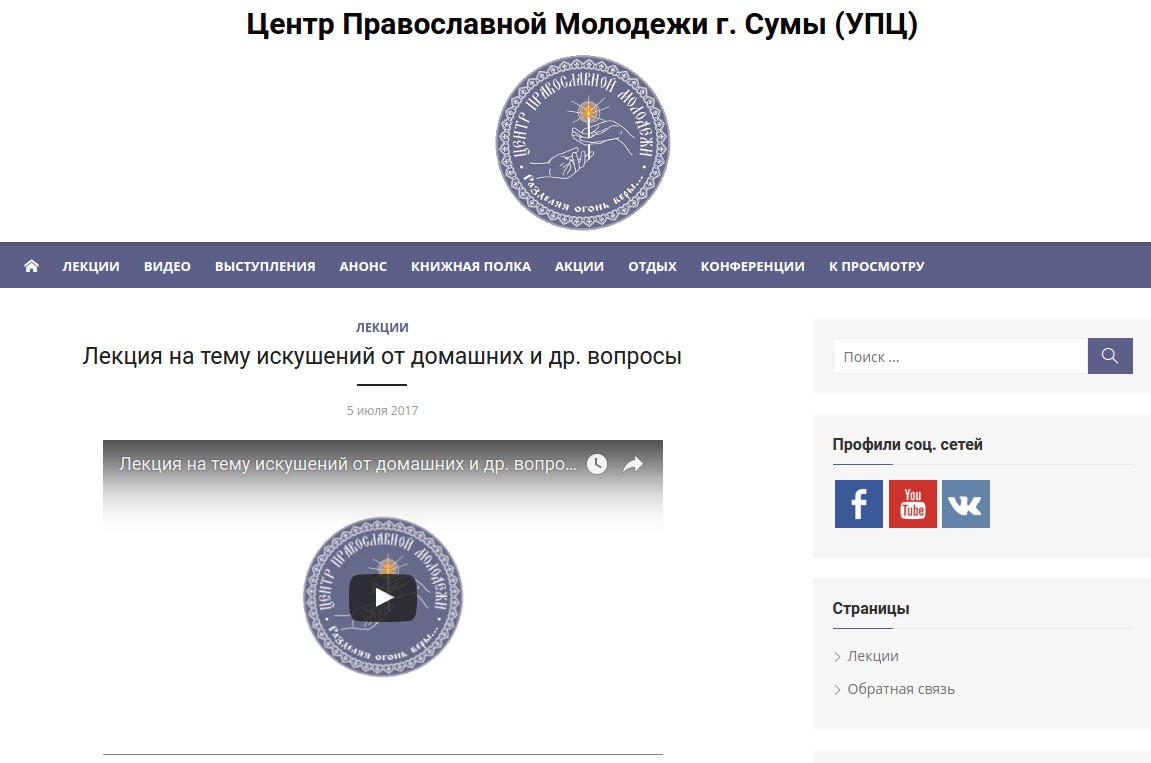 Центр Православной Молодежи г. Сумы (УПЦ)
ЦЕНТР ПРАВОСЛАВНОЙ МОЛОДЕЖИ
Разделяя огонь веры...
ЛЕКЦИИ ВИДЕО ВЫСТУПЛЕНИЯ АНОНС КНИЖНАЯ ПОЛКА АКЦИИ ОТДЫХ КОНФЕРЕНЦИИ К ПРОСМОТРУ
ЛЕКЦИИ
Лекция на тему искушений от домашних и др. вопросы
5 июля 2017
Лекция на тему искушений от домашних и др. вопро...
ЦЕНТР ПРАВОСЛАВНОЙ МОЛОДЕЖИ
Разделяя огонь веры...
Поиск ...
Профили соц. сетей
f
You
Tube
Страницы
Лекции
Обратная связь